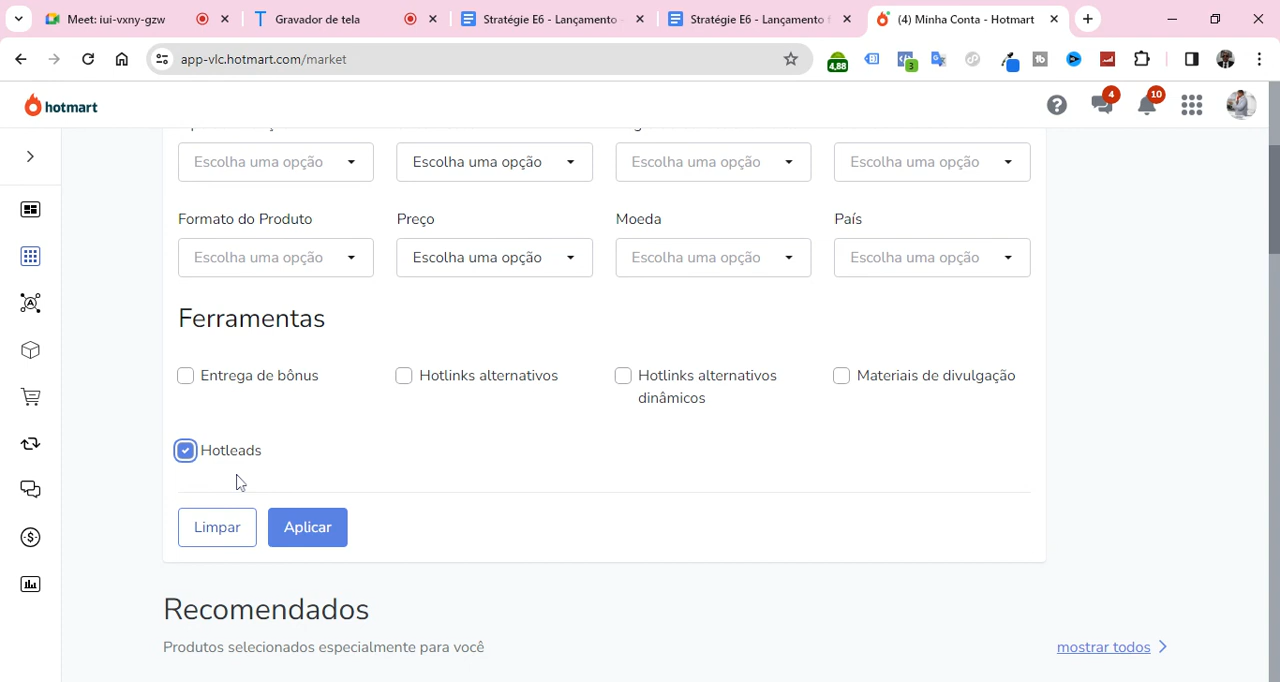 Meet: iui-vxny-gzw
Gravador de tela
Stratégie E6 - Lançamento
Stratégie E6 - Lançamento f
(4) Minha Conta - Hotmart
app-vlc.hotmart.com/market
4,88
3
hotmart
4
10
Escolha uma opção
Escolha uma opção
Escolha uma opção
Escolha uma opção
Formato do Produto
Preço
Moeda
País
Escolha uma opção
Escolha uma opção
Escolha uma opção
Escolha uma opção
Ferramentas
Entrega de bônus
Hotlinks alternativos
Hotlinks alternativos
dinâmicos
Materiais de divulgação
Hotleads
Limpar
Aplicar
Recomendados
Produtos selecionados especialmente para você
mostrar todos